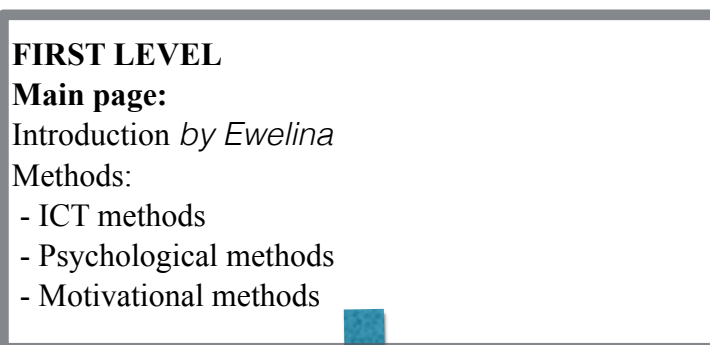 FIRST LEVEL
Main page:
Introduction by Ewelina
Methods:
- ICT methods
- Psychological methods
- Motivational methods